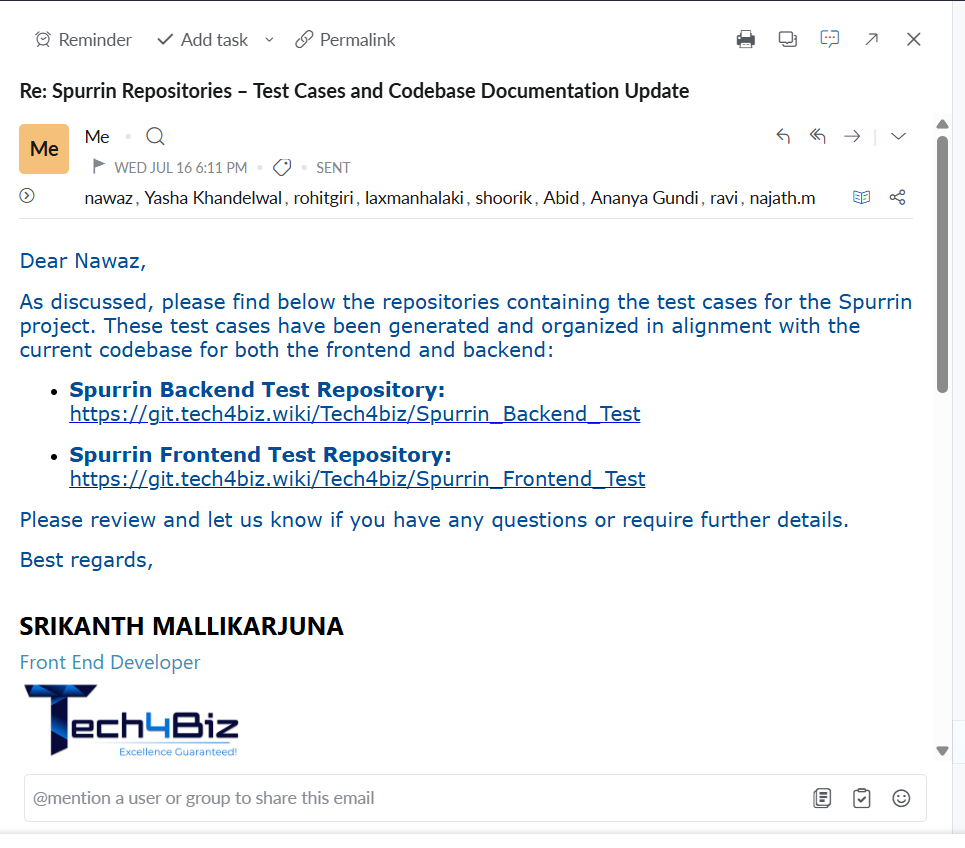 Reminder Add task Permalink
Re: Spurrin Repositories – Test Cases and Codebase Documentation Update
Me Me
WED JUL 16 6:11 PM SENT
nawaz, Yasha Khandelwal, rohitgiri, laxmanhalaki, shoorik, Abid, Ananya Gundi, ravi, najath.m
Dear Nawaz,
As discussed, please find below the repositories containing the test cases for the Spurrin
project. These test cases have been generated and organized in alignment with the
current codebase for both the frontend and backend:
• Spurrin Backend Test Repository:
https://git.tech4biz.wiki/Tech4biz/Spurrin_Backend_Test
• Spurrin Frontend Test Repository:
https://git.tech4biz.wiki/Tech4biz/Spurrin_Frontend_Test
Please review and let us know if you have any questions or require further details.
Best regards,
SRIKANTH MALLIKARJUNA
Front End Developer
Tech4Biz
Excellence Guaranteed!
@mention a user or group to share this email